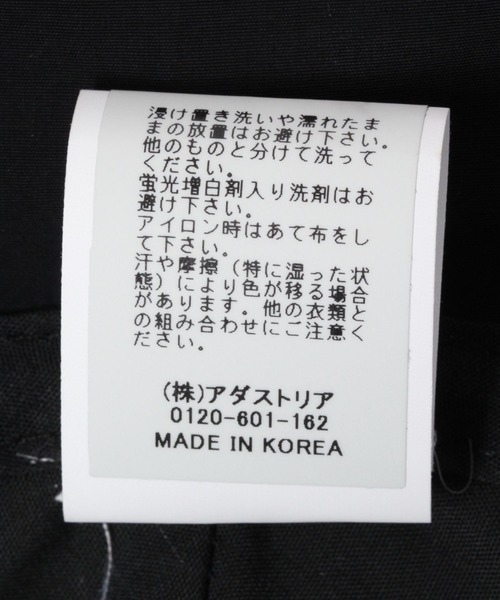 浸け置き洗いや濡れたま
まの放置はお避け下さい。
他のものと分けて洗って
ください。
蛍光増白剤入り洗剤はお
避け下さい。
アイロン時はあて布をし
て下さい。
汗や摩擦（特に湿った状
態）により色が移る場合
があります。他の衣類と
の組み合わせにご注意く
ださい。
(株)アダストリア
0120-601-162
MADE IN KOREA